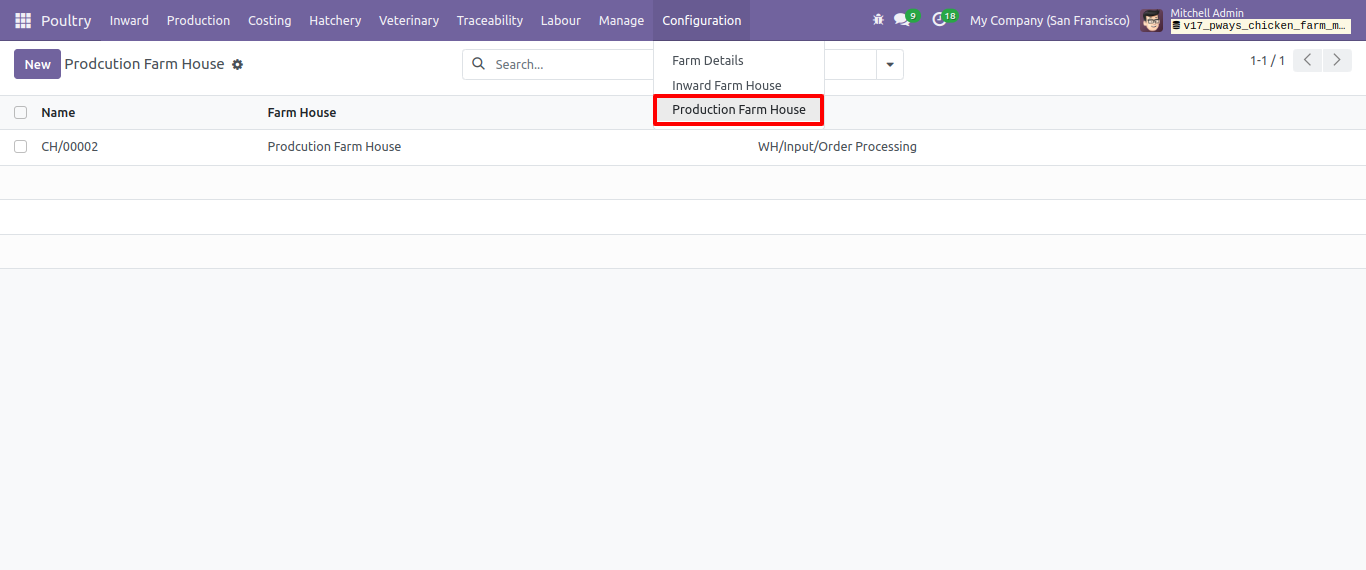 Poultry Inward Production Costing Hatchery Veterinary Traceability Labour Manage Configuration 9 18 My Company (San Francisco) Mitchell Admin
v17_pways_chicken_farm_m…
New Prodcution Farm House Search... 1-1 / 1
Farm Details
Inward Farm House
Production Farm House
Name Farm House
CH/00002 Prodcution Farm House WH/Input/Order Processing